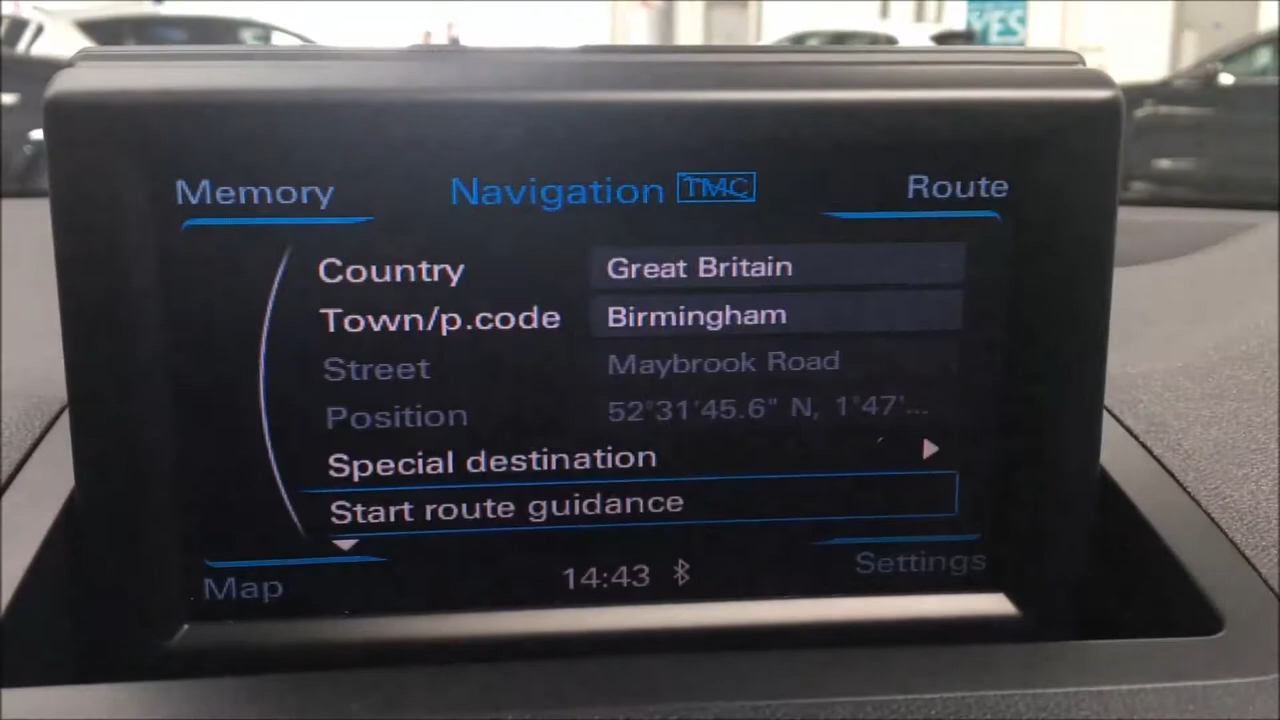 YES
Memory
Navigation TMC
Route
Country Great Britain
Town/p.code Birmingham
Street Maybrook Road
Position 52°31'45.6" N, 1°47'...
Special destination
Start route guidance
Map
14:43
Settings